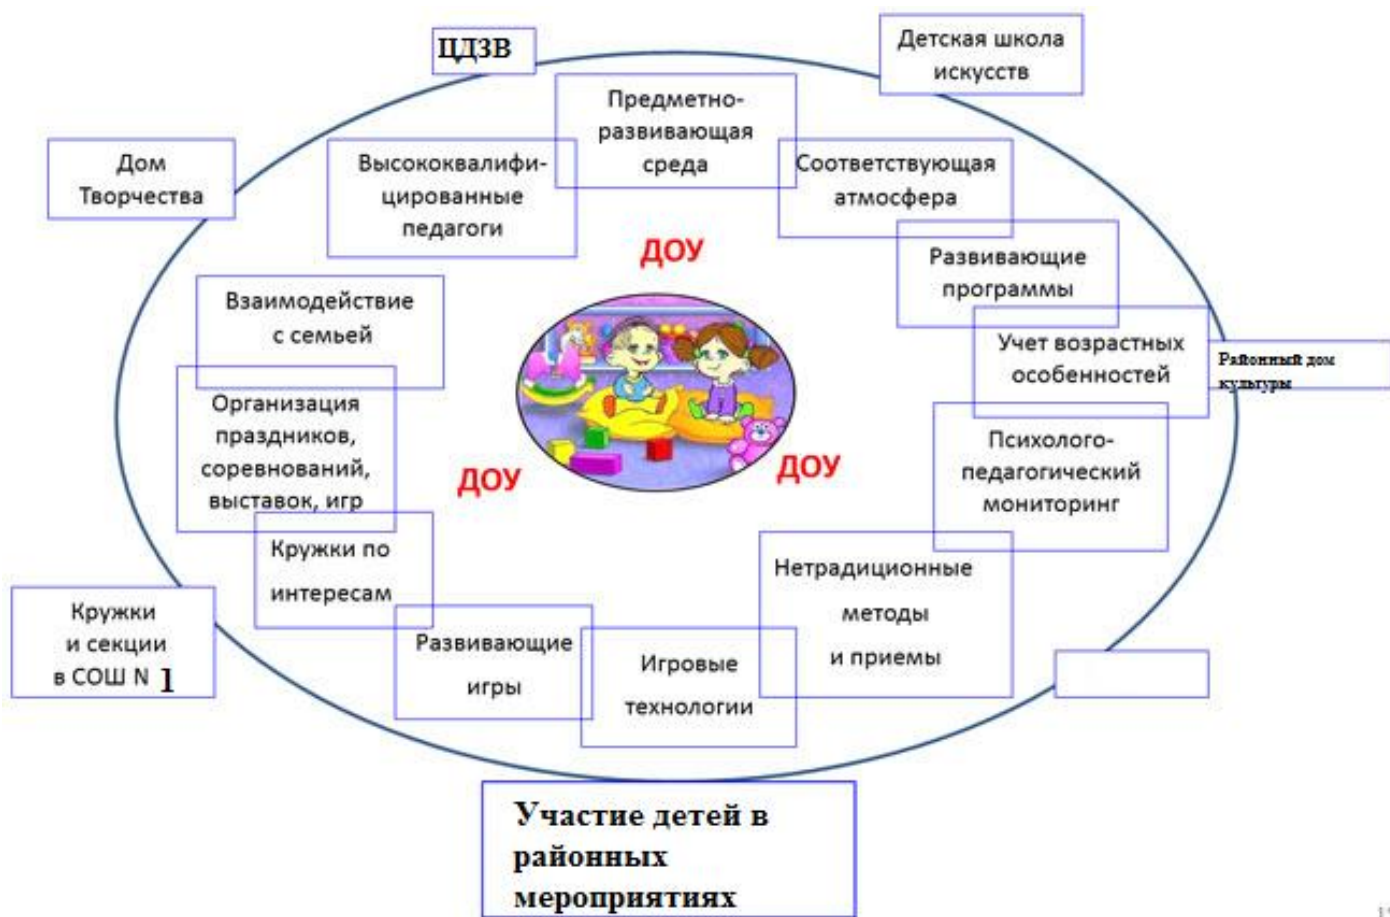 ЦДЗВ
Детская школа
искусств
Предметно-
развивающая
среда
Дом
Творчества
Высококвалифи-
цированные
педагоги
Соответствующая
атмосфера
ДОУ
Развивающие
программы
Взаимодействие
с семьей
Учет возрастных
особенностей
Районный дом
культуры
Организация
праздников,
соревнований,
выставок, игр
ДОУ
ДОУ
Психолого-
педагогический
мониторинг
Кружки по
интересам
Нетрадиционные
методы
и приемы
Кружки
и секции
в СОШ N 1
Развивающие
игры
Игровые
технологии
Участие детей в
районных
мероприятиях